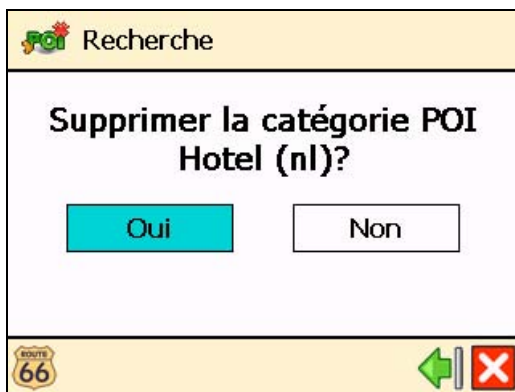 POI Recherche
Supprimer la catégorie POI
Hotel (nl)?
Oui Non
ROUTE
66